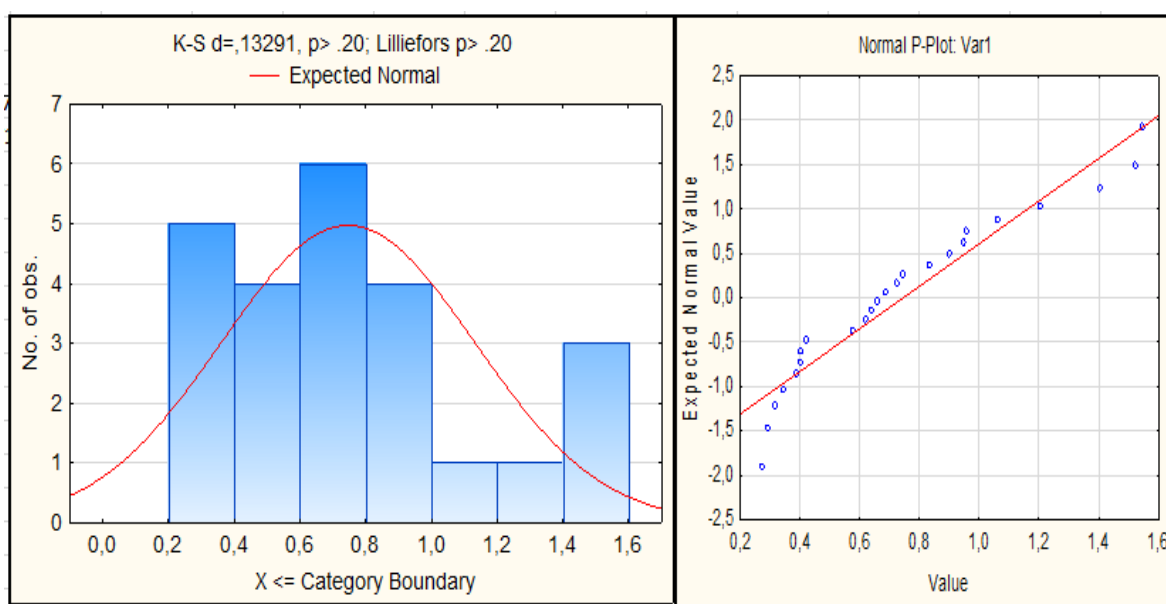 K-S d=,13291, p> .20; Lilliefors p> .20
Expected Normal
No. of obs.
7
6
5
4
3
2
1
0
0,0 0,2 0,4 0,6 0,8 1,0 1,2 1,4 1,6
X <= Category Boundary
Normal P-Plot: Var1
Expected Normal Value
2,5
2,0
1,5
1,0
0,5
0,0
-0,5
-1,0
-1,5
-2,0
-2,5
0,2 0,4 0,6 0,8 1,0 1,2 1,4 1,6
Value